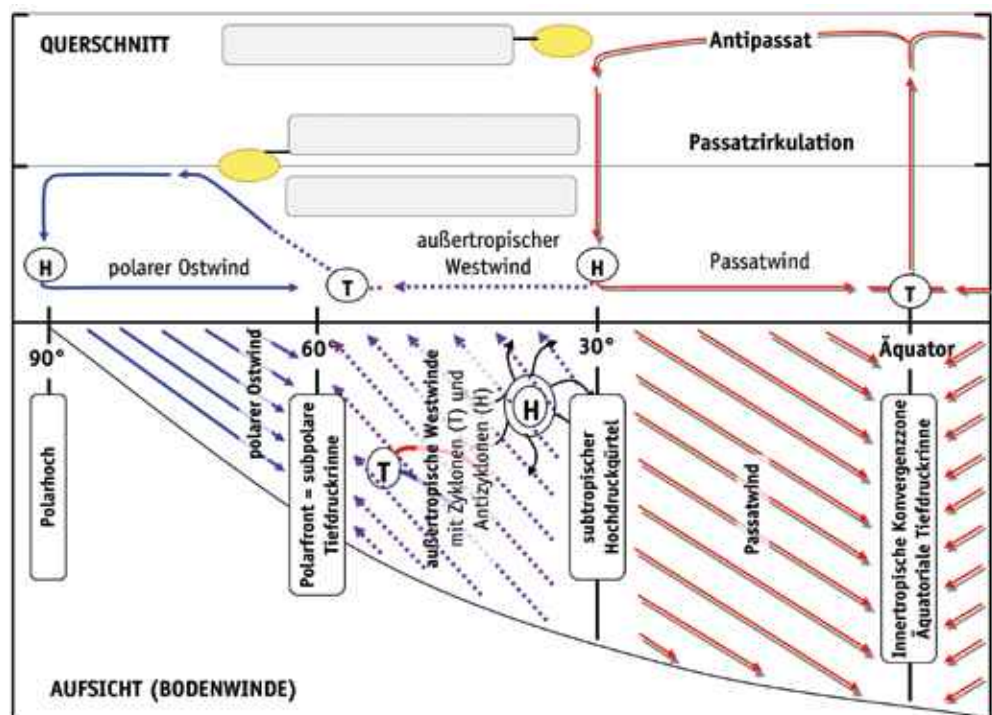 QUERSCHNITT
Antipassat
Passatzirkulation
außertropischer
Westwind
H
polarer Ostwind
T
H
Passatwind
T
90°
60°
30°
Äquator
Polarhoch
polarer Ostwind
Polarfront = subpolare
Tiefdruckrinne
T
außertropische Westwinde
mit Zyklonen (T) und
Antizyklonen (H)
H
subtropischer
Hochdruckgürtel
Passatwind
Innertropische Konvergenzzone
Äquatoriale Tiefdruckrinne
AUFSICHT (BODENWINDE)